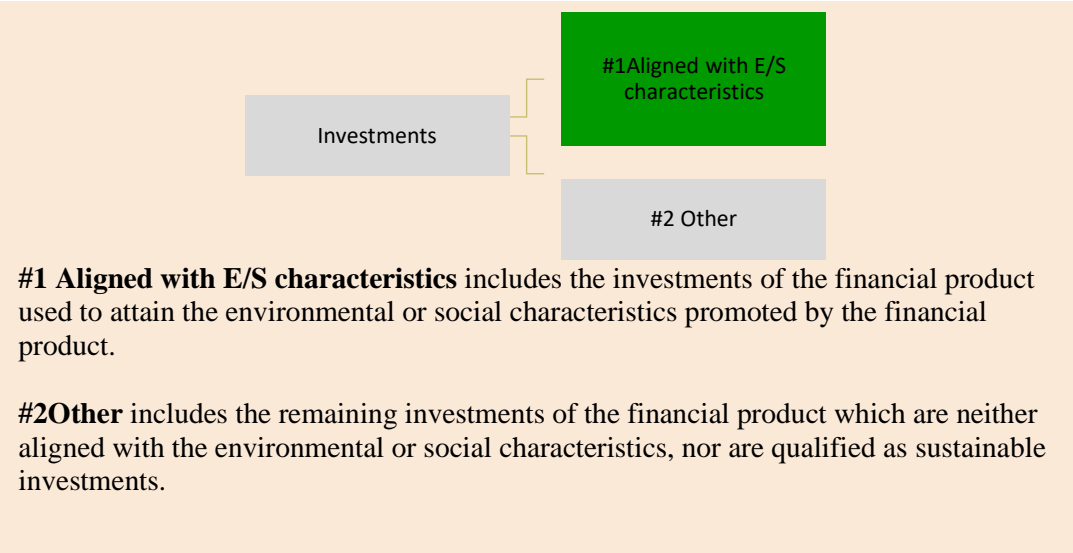 #1Aligned with E/S
characteristics
Investments
#2 Other
#1 Aligned with E/S characteristics includes the investments of the financial product
used to attain the environmental or social characteristics promoted by the financial
product.
#2Other includes the remaining investments of the financial product which are neither
aligned with the environmental or social characteristics, nor are qualified as sustainable
investments.